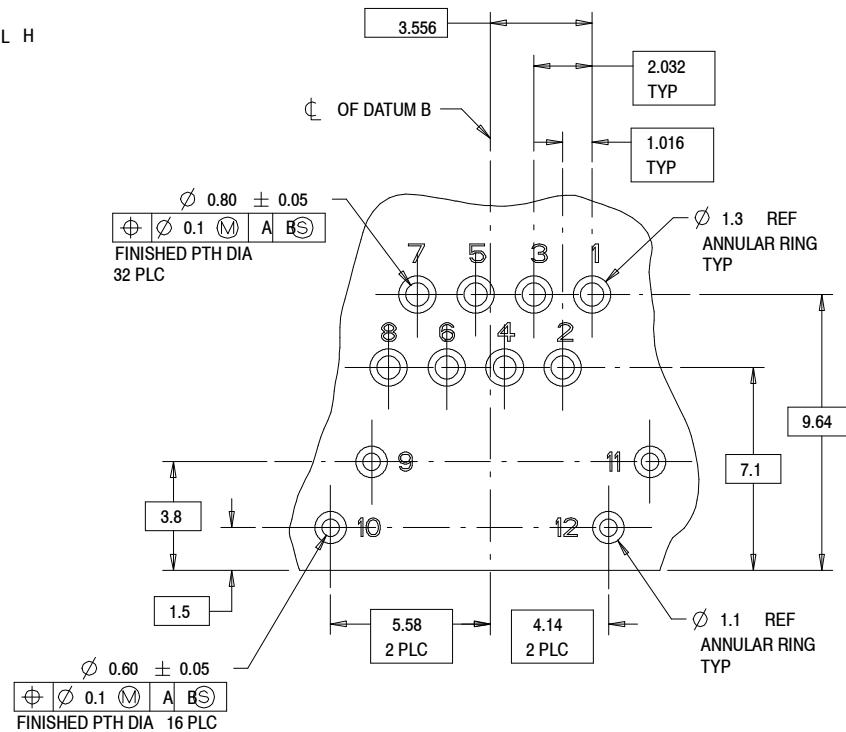 L H
3.556
2.032
TYP
℄ OF DATUM B
1.016
TYP
∅ 0.80 ± 0.05
⌖ ∅ 0.1 Ⓜ A B Ⓢ
FINISHED PTH DIA
32 PLC
∅ 1.3 REF
ANNULAR RING
TYP
7 5 3 1
8 6 4 2
9.64
7.1
9 11
3.8
10 12
1.5
5.58
2 PLC
4.14
2 PLC
∅ 1.1 REF
ANNULAR RING
TYP
∅ 0.60 ± 0.05
⌖ ∅ 0.1 Ⓜ A B Ⓢ
FINISHED PTH DIA 16 PLC